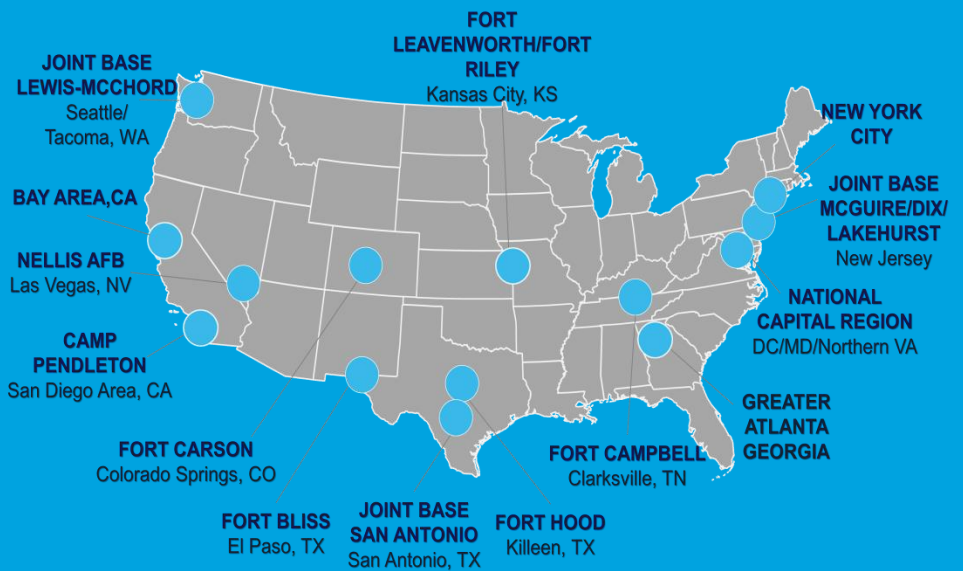 FORT
LEAVENWORTH/FORT
RILEY
Kansas City, KS
JOINT BASE
LEWIS-MCCHORD
Seattle/
Tacoma, WA
NEW YORK
CITY
BAY AREA,CA
JOINT BASE
MCGUIRE/DIX/
LAKEHURST
New Jersey
NELLIS AFB
Las Vegas, NV
NATIONAL
CAPITAL REGION
DC/MD/Northern VA
CAMP
PENDLETON
San Diego Area, CA
GREATER
ATLANTA
GEORGIA
FORT CARSON
Colorado Springs, CO
FORT CAMPBELL
Clarksville, TN
FORT BLISS
El Paso, TX
JOINT BASE
SAN ANTONIO
San Antonio, TX
FORT HOOD
Killeen, TX